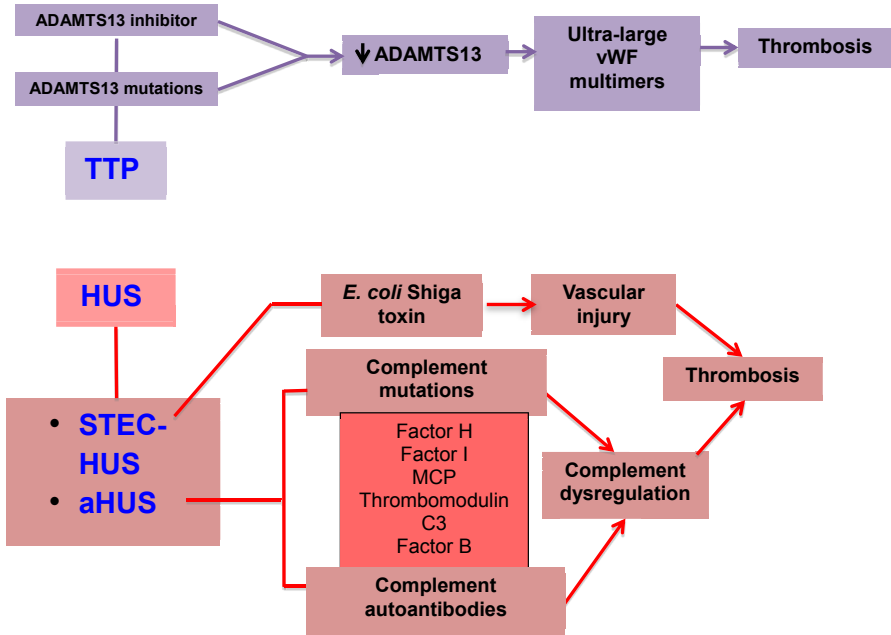 ADAMTS13 inhibitor
ADAMTS13 mutations
TTP
↓ ADAMTS13
Ultra-large
vWF
multimers
Thrombosis
HUS
• STEC-
HUS
• aHUS
E. coli Shiga
toxin
Vascular
injury
Complement
mutations
Factor H
Factor I
MCP
Thrombomodulin
C3
Factor B
Complement
autoantibodies
Complement
dysregulation
Thrombosis